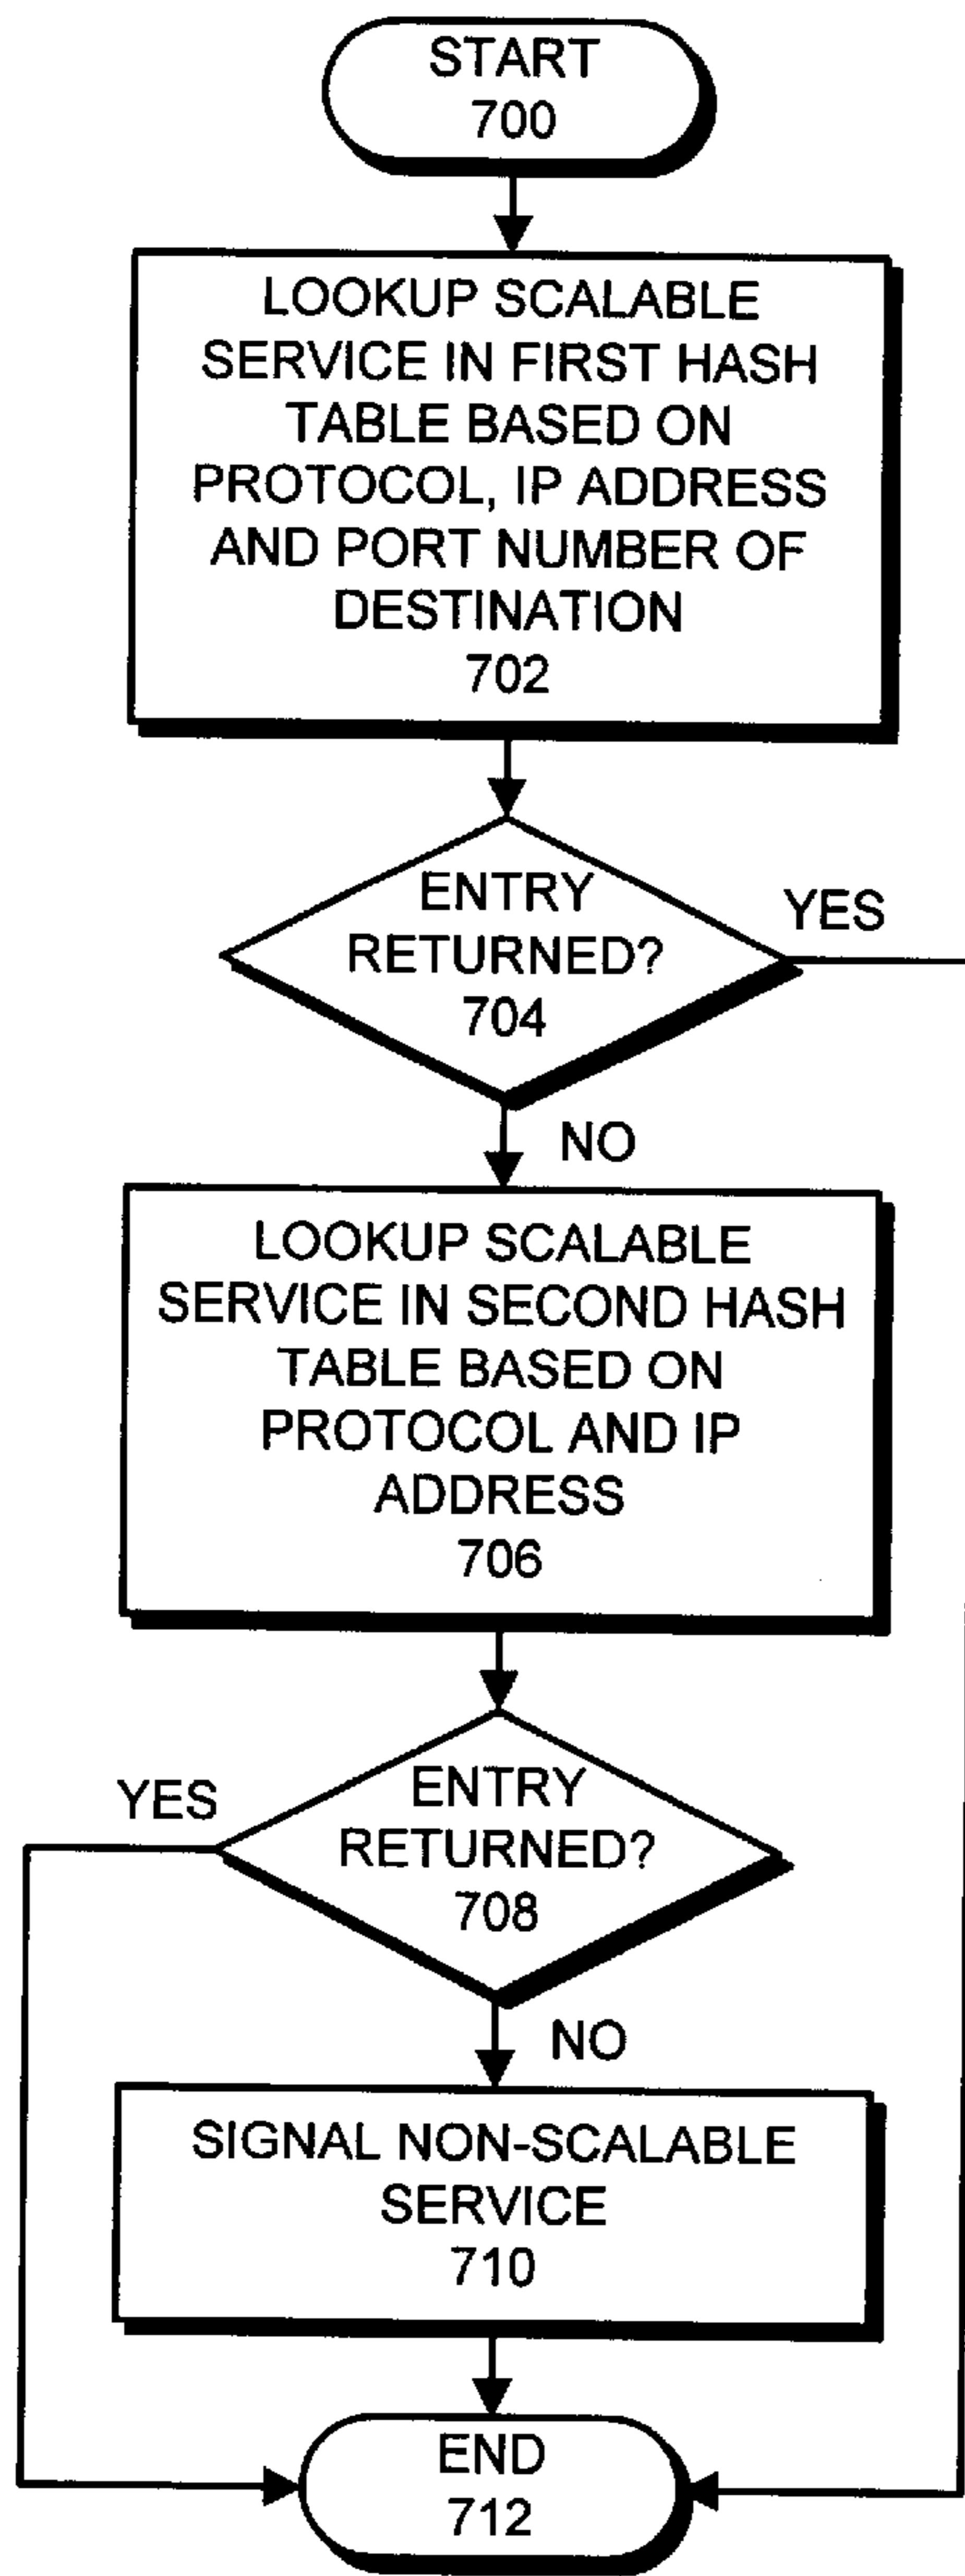 START
700
LOOKUP SCALABLE
SERVICE IN FIRST HASH
TABLE BASED ON
PROTOCOL, IP ADDRESS
AND PORT NUMBER OF
DESTINATION
702
ENTRY
RETURNED?
704
YES
NO
LOOKUP SCALABLE
SERVICE IN SECOND HASH
TABLE BASED ON
PROTOCOL AND IP
ADDRESS
706
YES
ENTRY
RETURNED?
708
NO
SIGNAL NON-SCALABLE
SERVICE
710
END
712